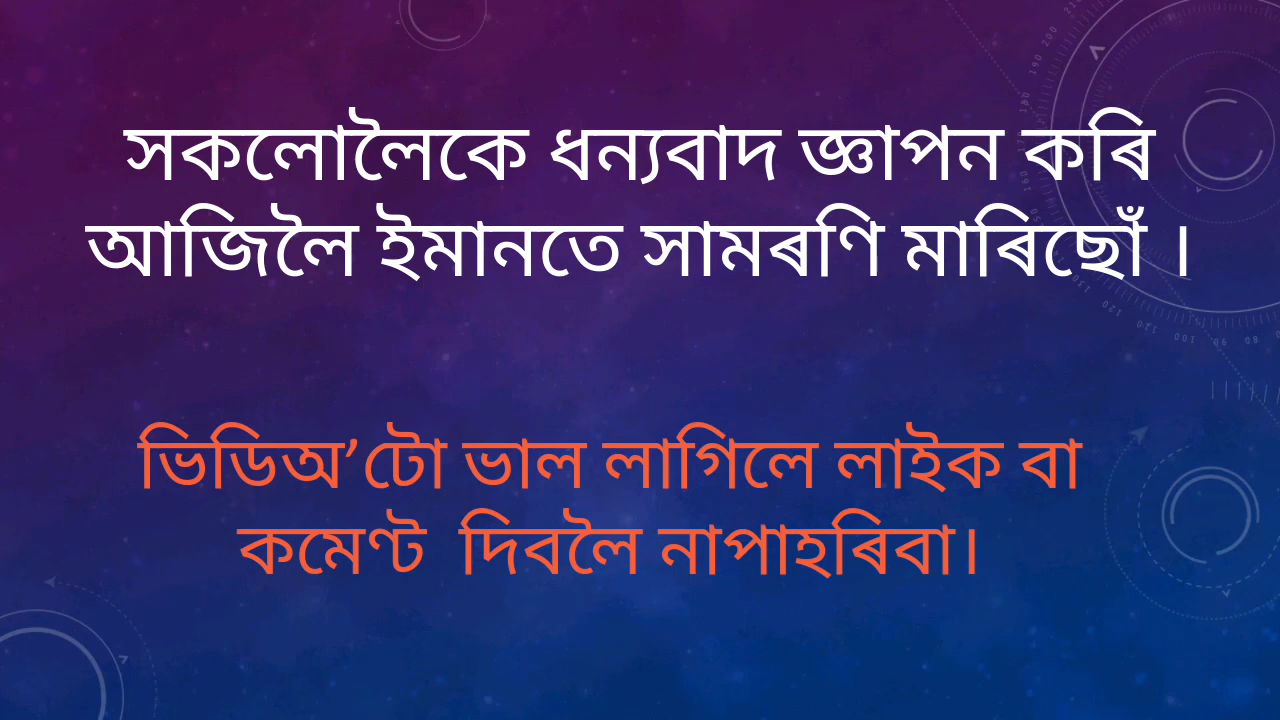 সকলোলৈকে ধন্যবাদ জ্ঞাপন কৰি
আজিলৈ ইমানতে সামৰণি মাৰিছোঁ ।
ভিডিঅ’টো ভাল লাগিলে লাইক বা
কমেণ্ট দিবলৈ নাপাহৰিবা।